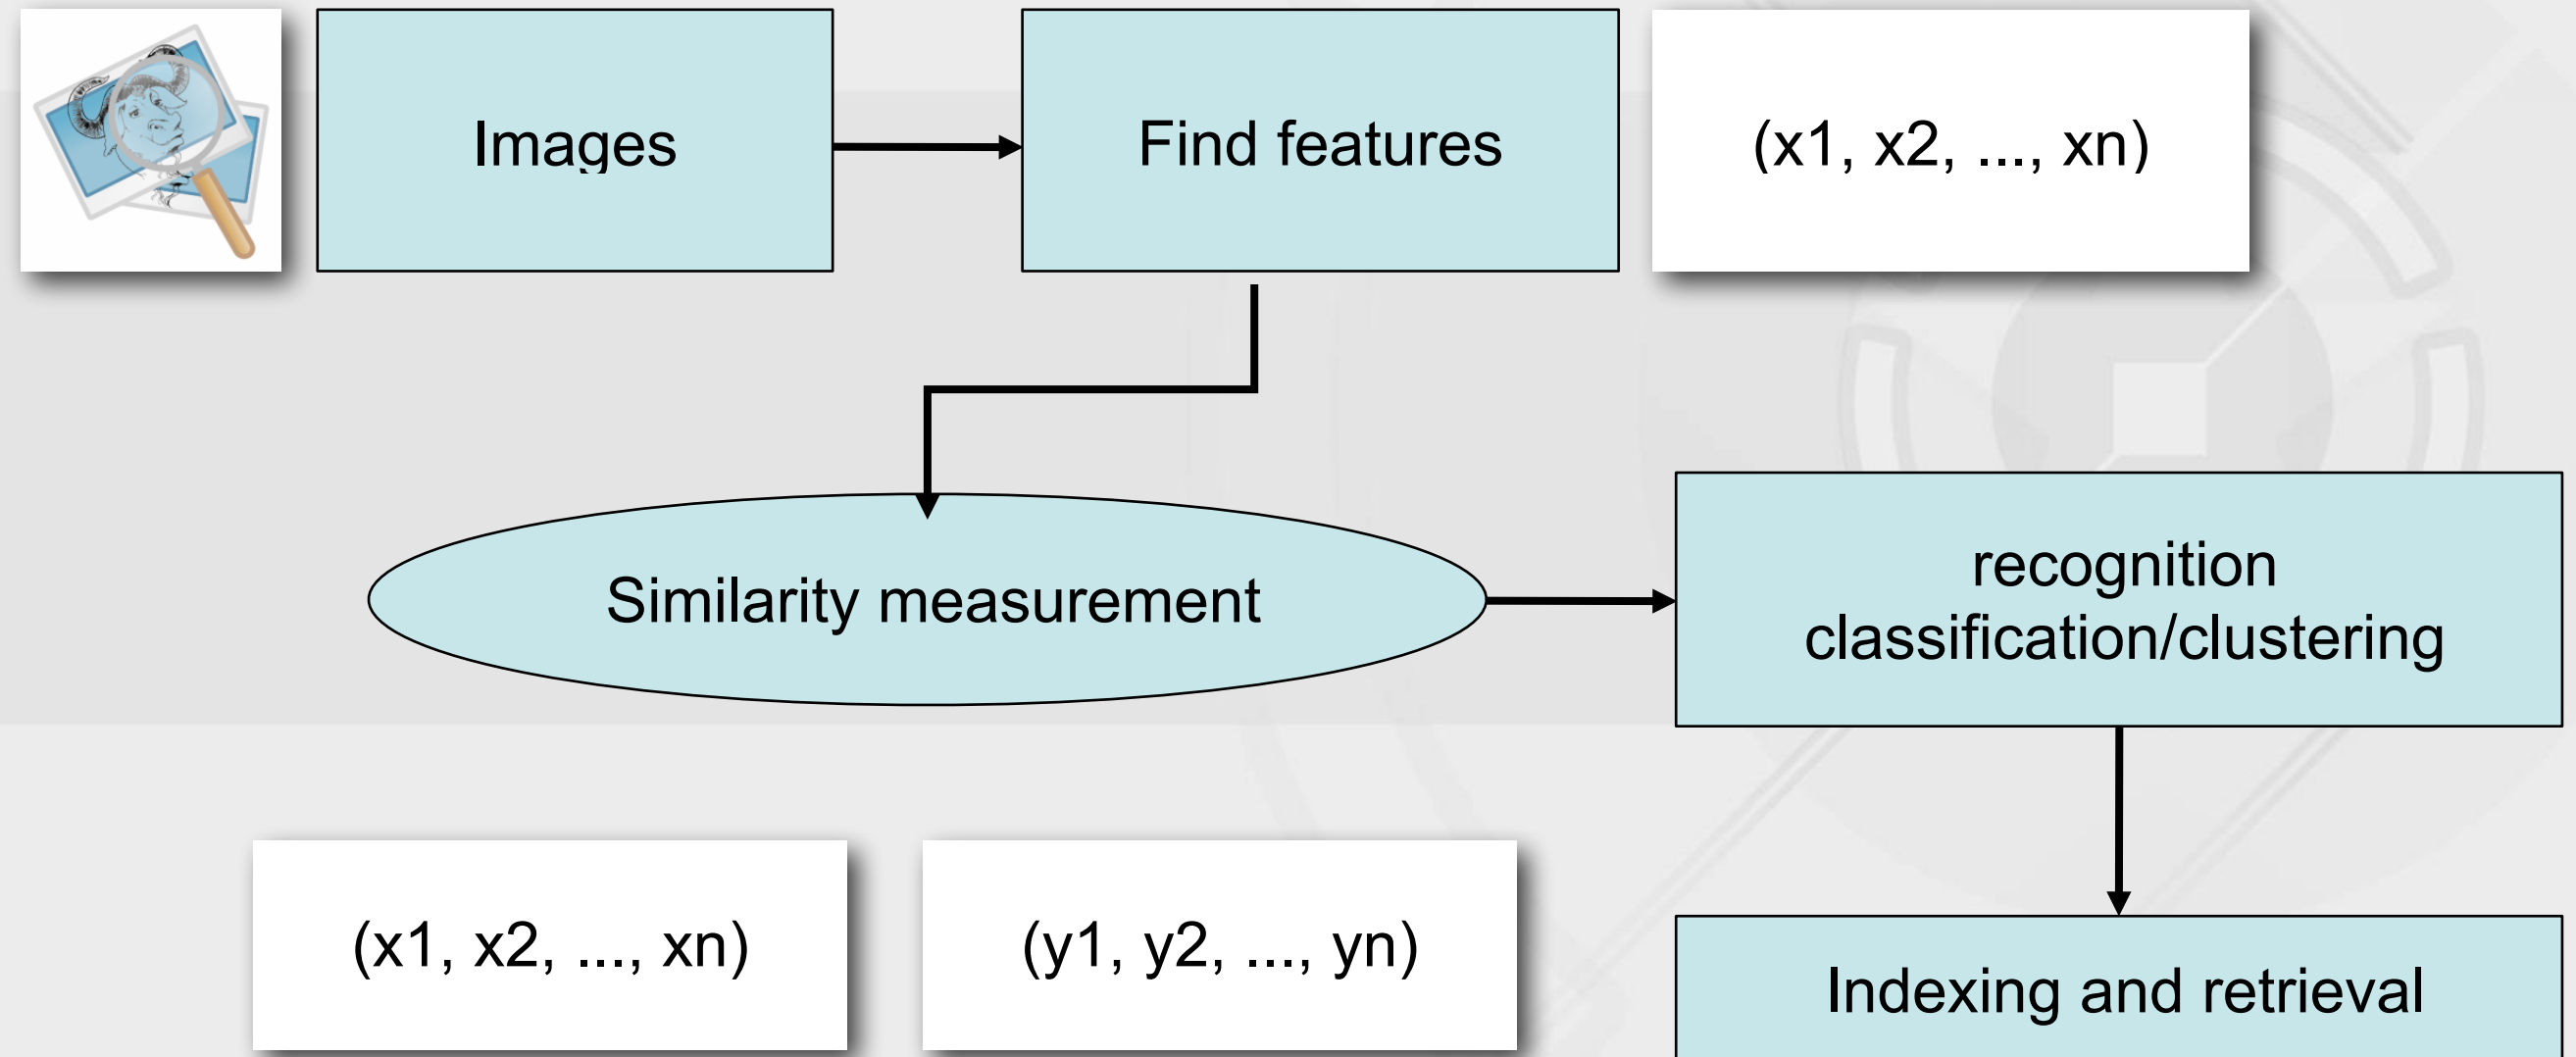 Images
Find features
(x1, x2, ..., xn)
Similarity measurement
recognition
classification/clustering
(x1, x2, ..., xn)
(y1, y2, ..., yn)
Indexing and retrieval